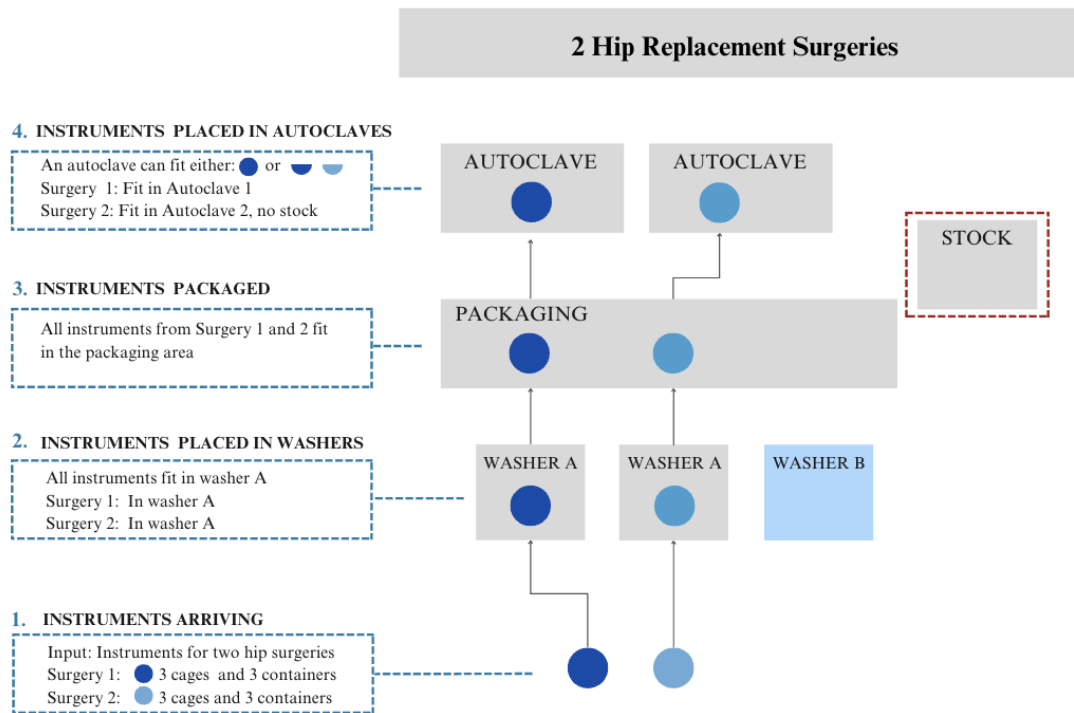 2 Hip Replacement Surgeries
4. INSTRUMENTS PLACED IN AUTOCLAVES
An autoclave can fit either: or
Surgery 1: Fit in Autoclave 1
Surgery 2: Fit in Autoclave 2, no stock
AUTOCLAVE
AUTOCLAVE
STOCK
3. INSTRUMENTS PACKAGED
All instruments from Surgery 1 and 2 fit
in the packaging area
PACKAGING
2. INSTRUMENTS PLACED IN WASHERS
All instruments fit in washer A
Surgery 1: In washer A
Surgery 2: In washer A
WASHER A
WASHER A
WASHER B
1. INSTRUMENTS ARRIVING
Input: Instruments for two hip surgeries
Surgery 1: 3 cages and 3 containers
Surgery 2: 3 cages and 3 containers